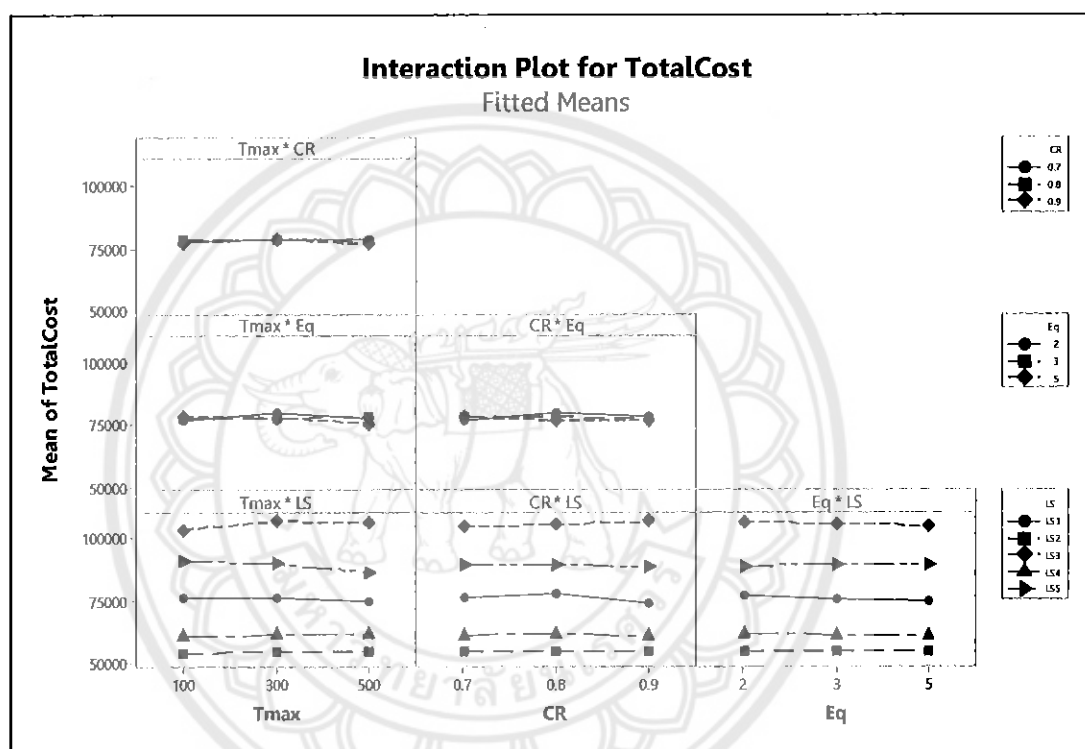 Interaction Plot for TotalCost
Fitted Means
Tmax * CR
CR
0.7
0.8
0.9
100000
75000
50000
Tmax * Eq
CR * Eq
Eq
2
3
5
100000
75000
50000
Mean of TotalCost
Tmax * LS
CR * LS
Eq * LS
LS
LS1
LS2
LS3
LS4
LS5
100000
75000
50000
100
300
500
0.7
0.8
0.9
2
3
5
Tmax
CR
Eq